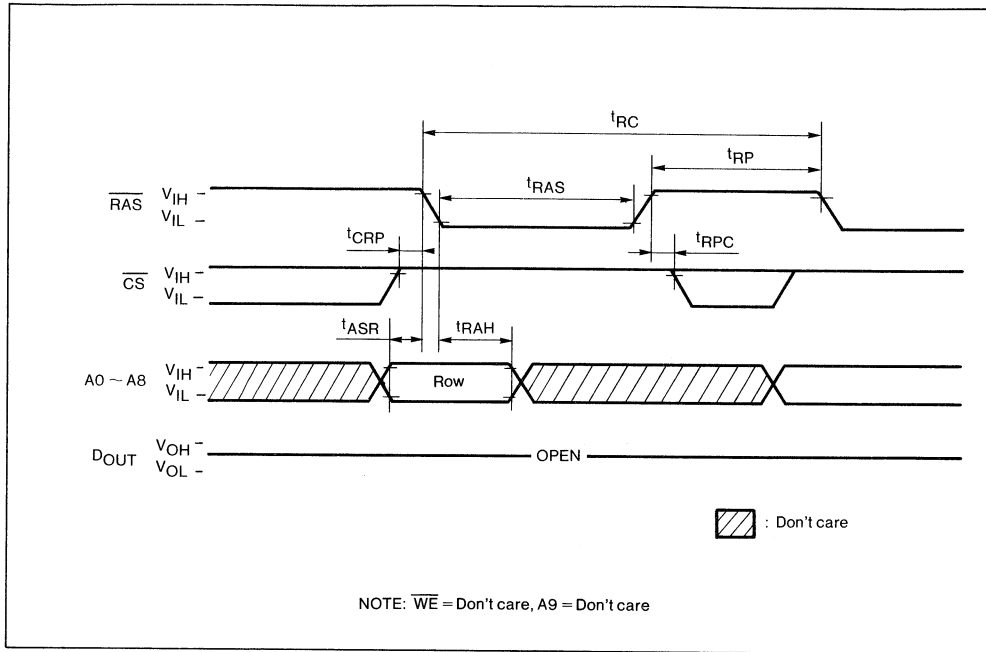 tRC
tRP
tRAS
RAS VIH
VIL
tCRP
tRPC
CS VIH
VIL
tASR
tRAH
A0 ~ A8 VIH
VIL
Row
DOUT VOH
VOL
OPEN
: Don't care
NOTE: WE = Don't care, A9 = Don't care